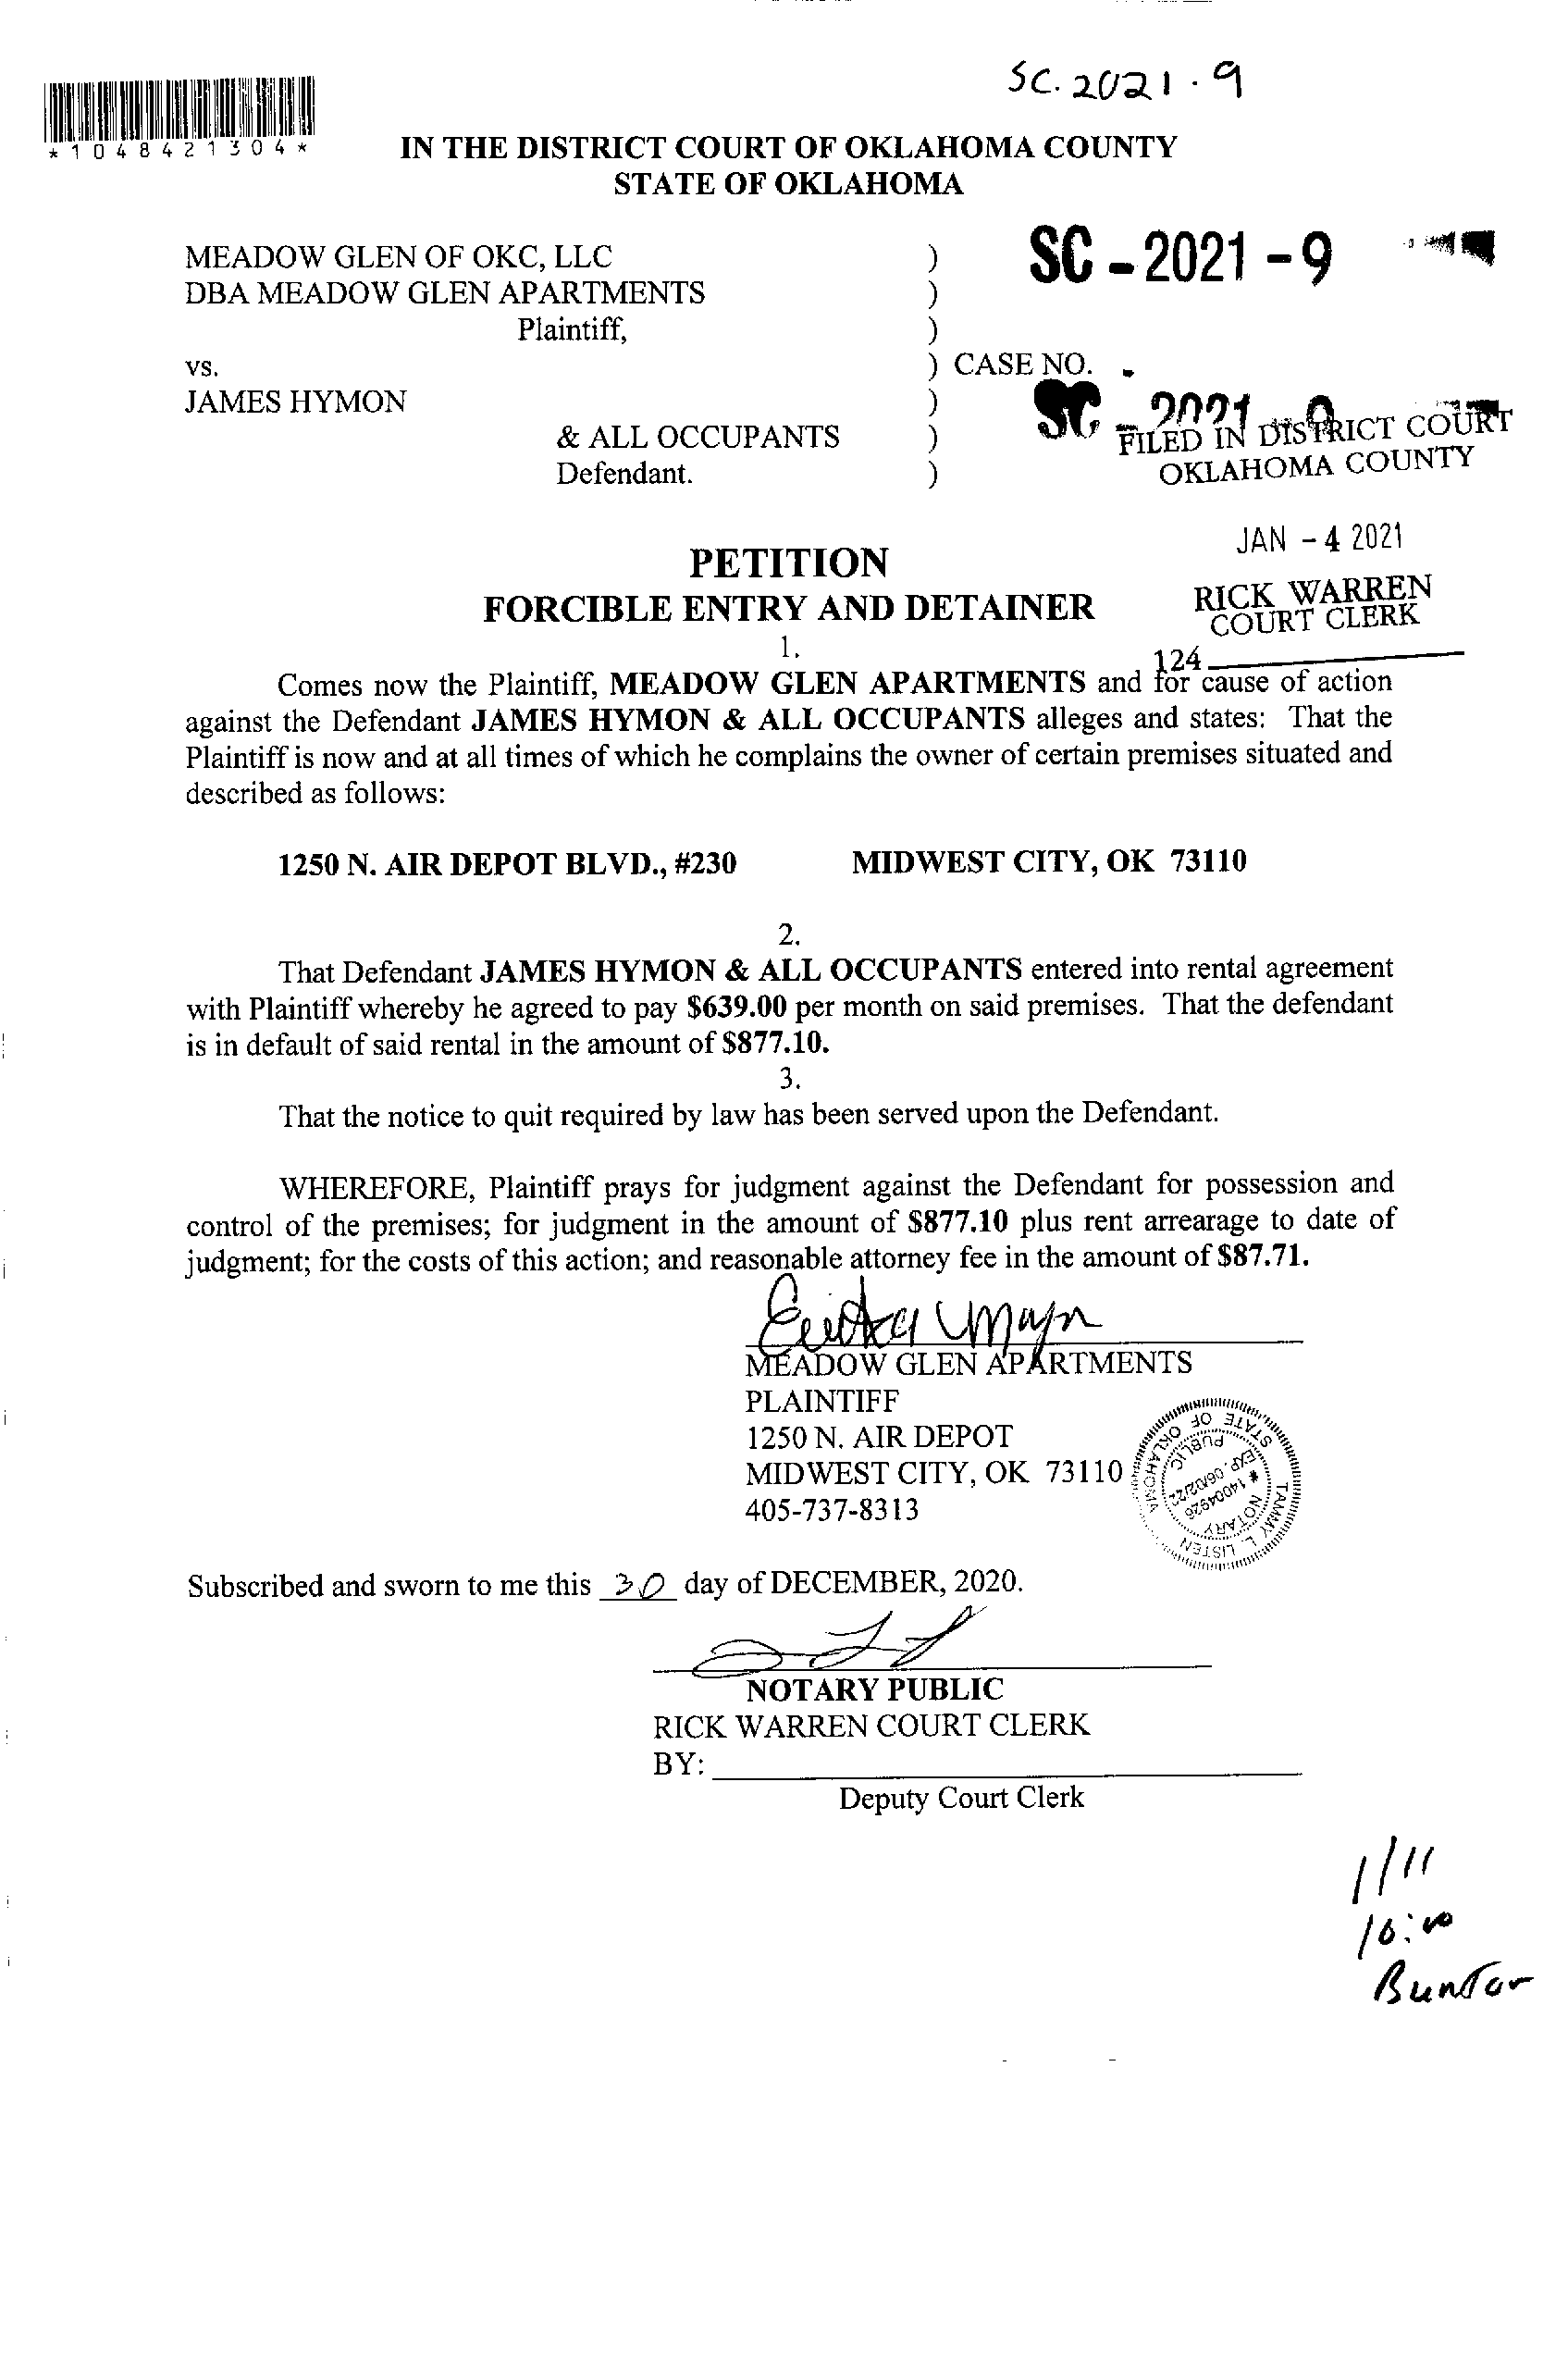 SC. 2021 - 9
*1048421304*
IN THE DISTRICT COURT OF OKLAHOMA COUNTY
STATE OF OKLAHOMA
MEADOW GLEN OF OKC, LLC ) SC - 2021 - 9
DBA MEADOW GLEN APARTMENTS )
Plaintiff, )
vs. ) CASE NO.
JAMES HYMON ) SC - 2021 - 9
& ALL OCCUPANTS ) FILED IN DISTRICT COURT
Defendant. ) OKLAHOMA COUNTY
JAN - 4 2021
PETITION
FORCIBLE ENTRY AND DETAINER
RICK WARREN
COURT CLERK
1.
124
Comes now the Plaintiff, MEADOW GLEN APARTMENTS and for cause of action
against the Defendant JAMES HYMON & ALL OCCUPANTS alleges and states: That the
Plaintiff is now and at all times of which he complains the owner of certain premises situated and
described as follows:
1250 N. AIR DEPOT BLVD., #230 MIDWEST CITY, OK 73110
2.
That Defendant JAMES HYMON & ALL OCCUPANTS entered into rental agreement
with Plaintiff whereby he agreed to pay $639.00 per month on said premises. That the defendant
is in default of said rental in the amount of $877.10.
3.
That the notice to quit required by law has been served upon the Defendant.
WHEREFORE, Plaintiff prays for judgment against the Defendant for possession and
control of the premises; for judgment in the amount of $877.10 plus rent arrearage to date of
judgment; for the costs of this action; and reasonable attorney fee in the amount of $87.71.
MEADOW GLEN APARTMENTS
PLAINTIFF
1250 N. AIR DEPOT
MIDWEST CITY, OK 73110
405-737-8313
TAMMY L. LISTEN
STATE OF OKLAHOMA
NOTARY PUBLIC
# 14004926
EXP. 06/02/22
Subscribed and sworn to me this 30 day of DECEMBER, 2020.
NOTARY PUBLIC
RICK WARREN COURT CLERK
BY:
Deputy Court Clerk
1/11
10:00
Buntor